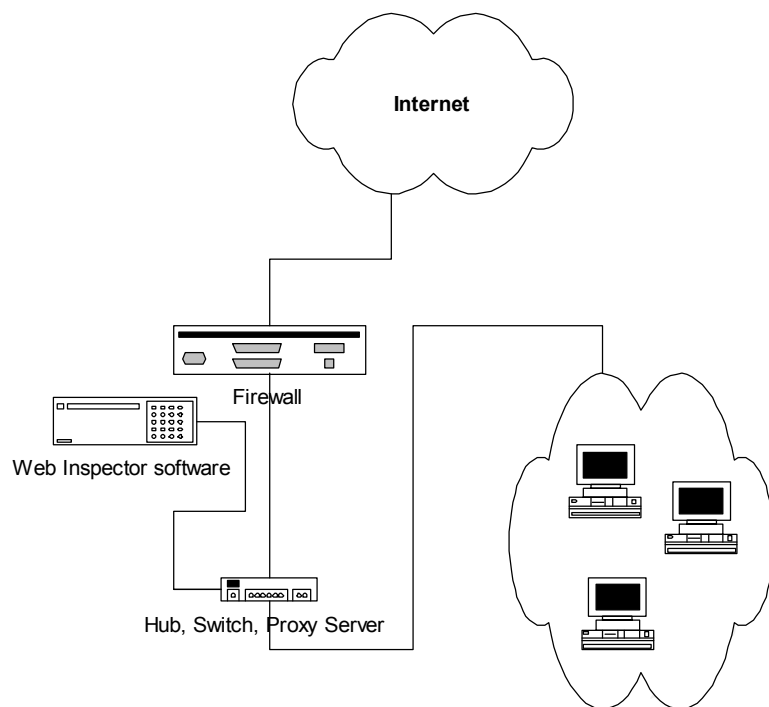 Internet
Firewall
Web Inspector software
Hub, Switch, Proxy Server